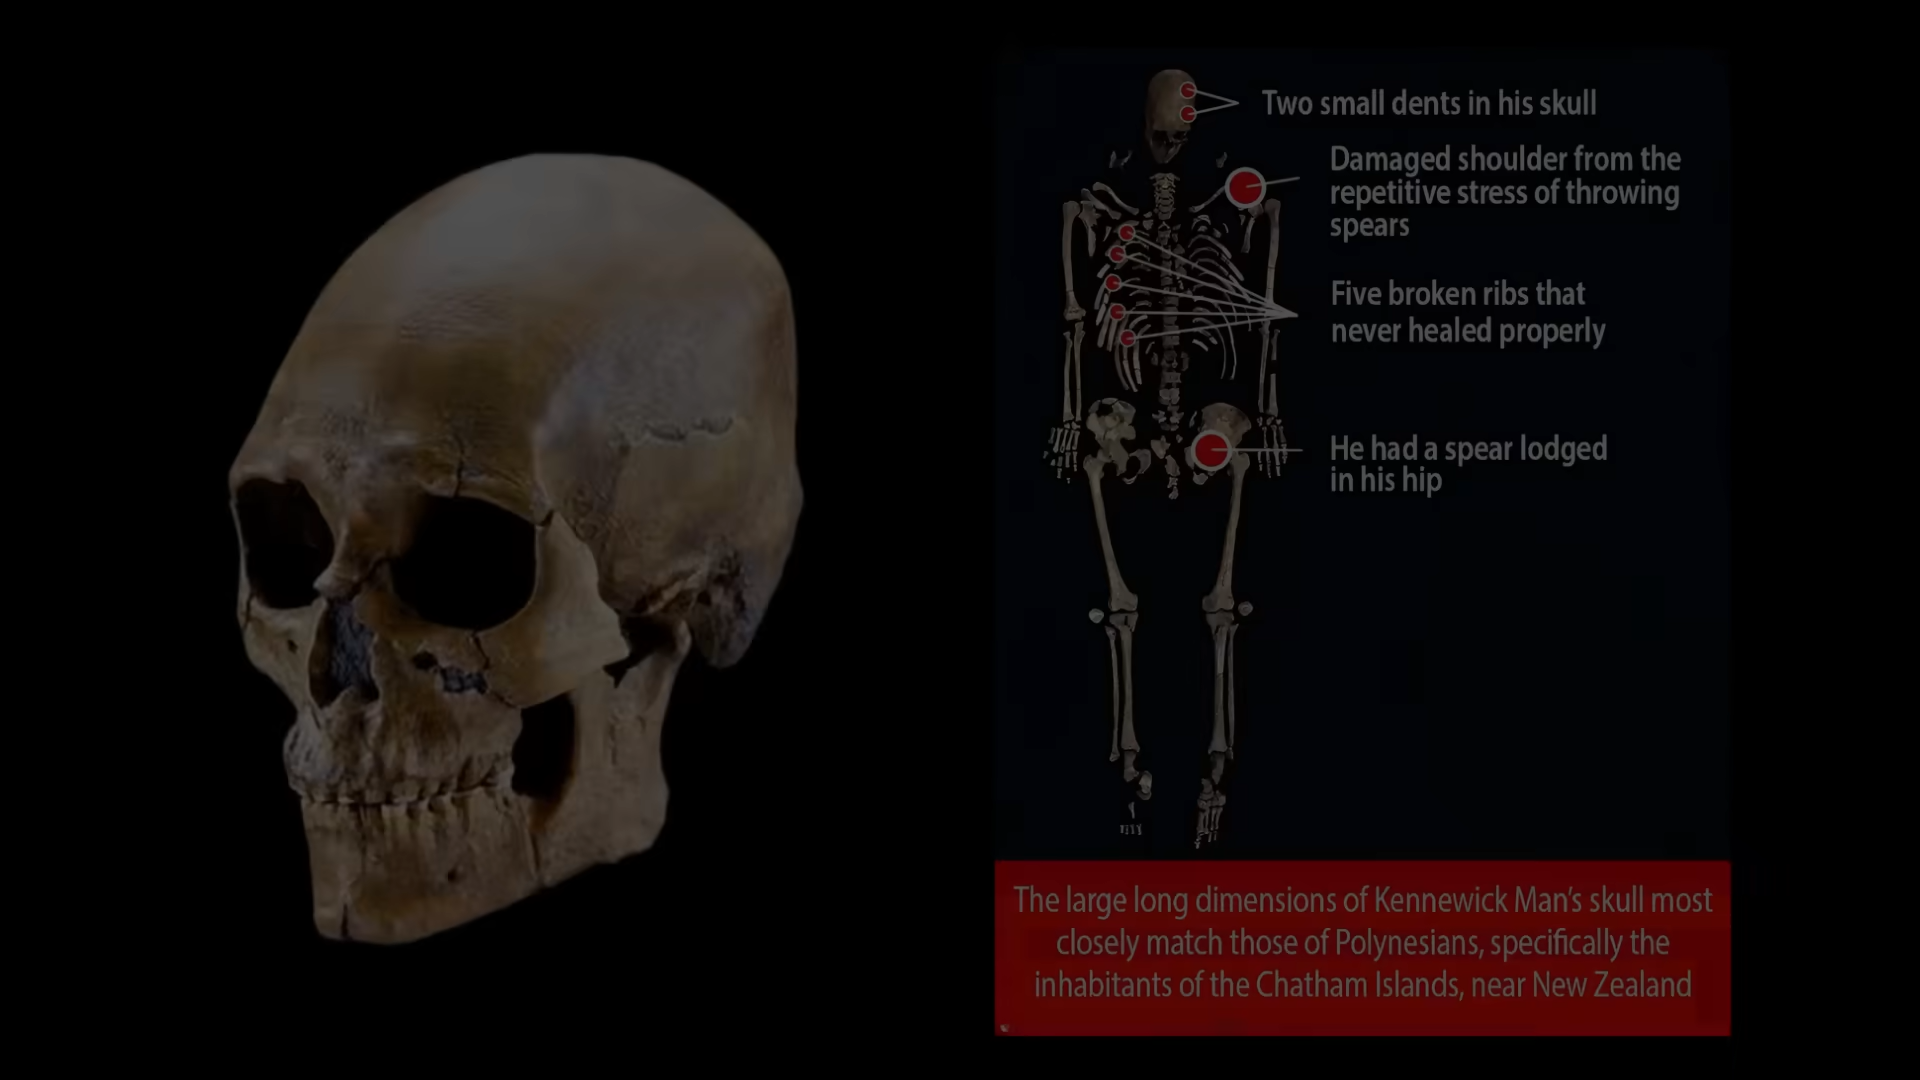 Two small dents in his skull
Damaged shoulder from the
repetitive stress of throwing
spears
Five broken ribs that
never healed properly
He had a spear lodged
in his hip
The large long dimensions of Kennewick Man's skull most
closely match those of Polynesians, specifically the
inhabitants of the Chatham Islands, near New Zealand